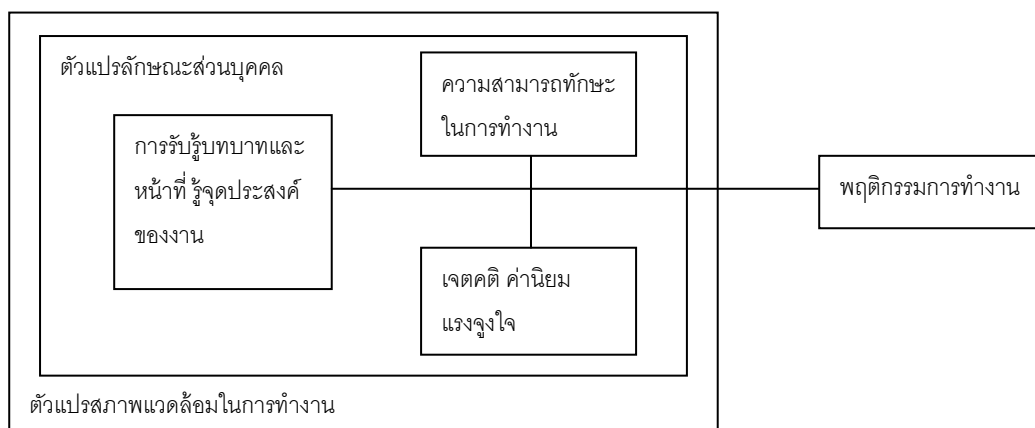 ตัวแปรลักษณะส่วนบุคคล
ความสามารถทักษะ
ในการทำงาน
การรับรู้บทบาทและ
หน้าที่ รู้จุดประสงค์
ของงาน
พฤติกรรมการทำงาน
เจตคติ ค่านิยม
แรงจูงใจ
ตัวแปรสภาพแวดล้อมในการทำงาน